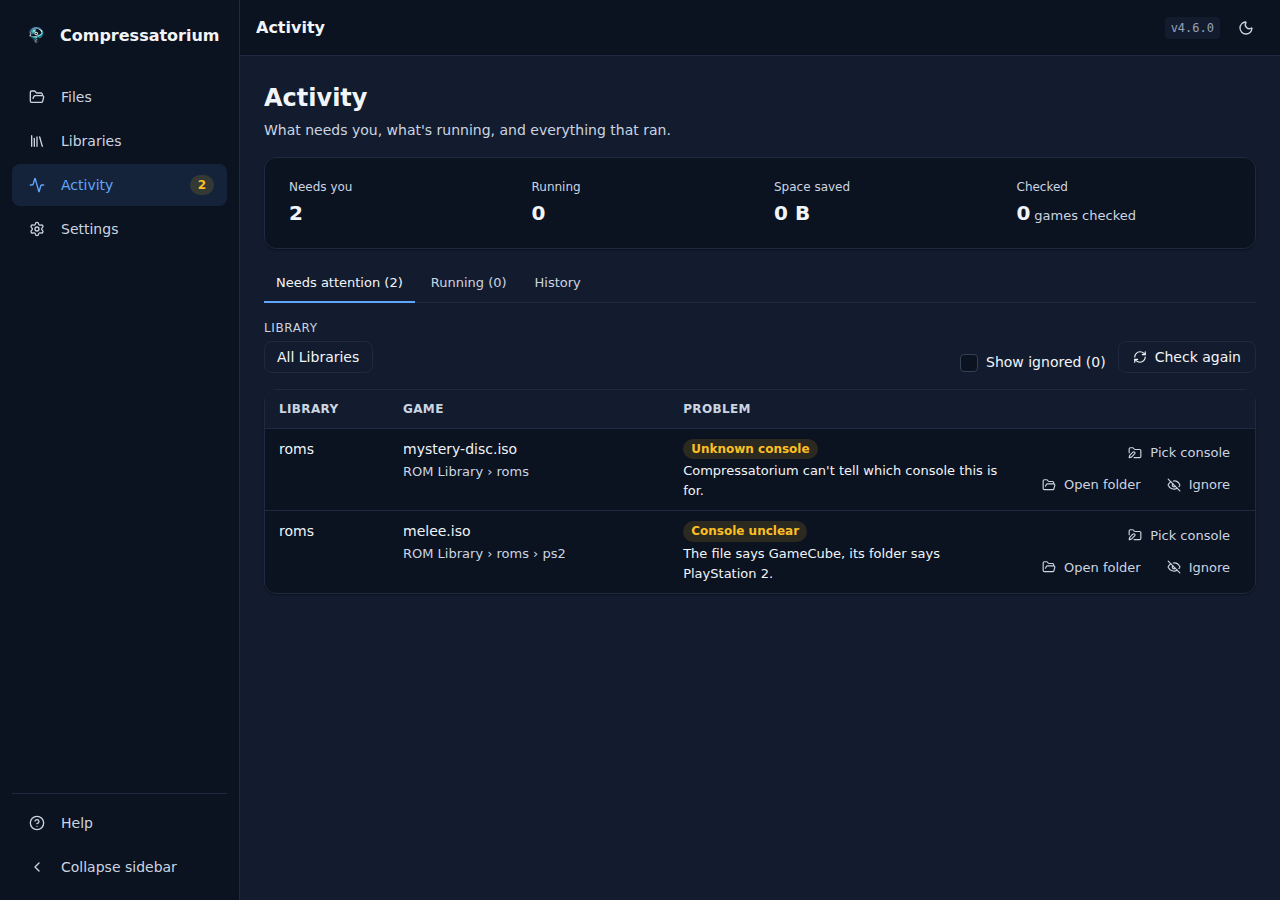 Compressatorium
Activity
v4.6.0
Files
Libraries
Activity 2
Settings
Help
Collapse sidebar
Activity
What needs you, what's running, and everything that ran.
Needs you
2
Running
0
Space saved
0 B
Checked
0 games checked
Needs attention (2)
Running (0)
History
LIBRARY
All Libraries
Show ignored (0)
Check again
LIBRARY GAME PROBLEM
roms
mystery-disc.iso
ROM Library › roms
Unknown console
Compressatorium can't tell which console this is
for.
Pick console
Open folder
Ignore
roms
melee.iso
ROM Library › roms › ps2
Console unclear
The file says GameCube, its folder says
PlayStation 2.
Pick console
Open folder
Ignore